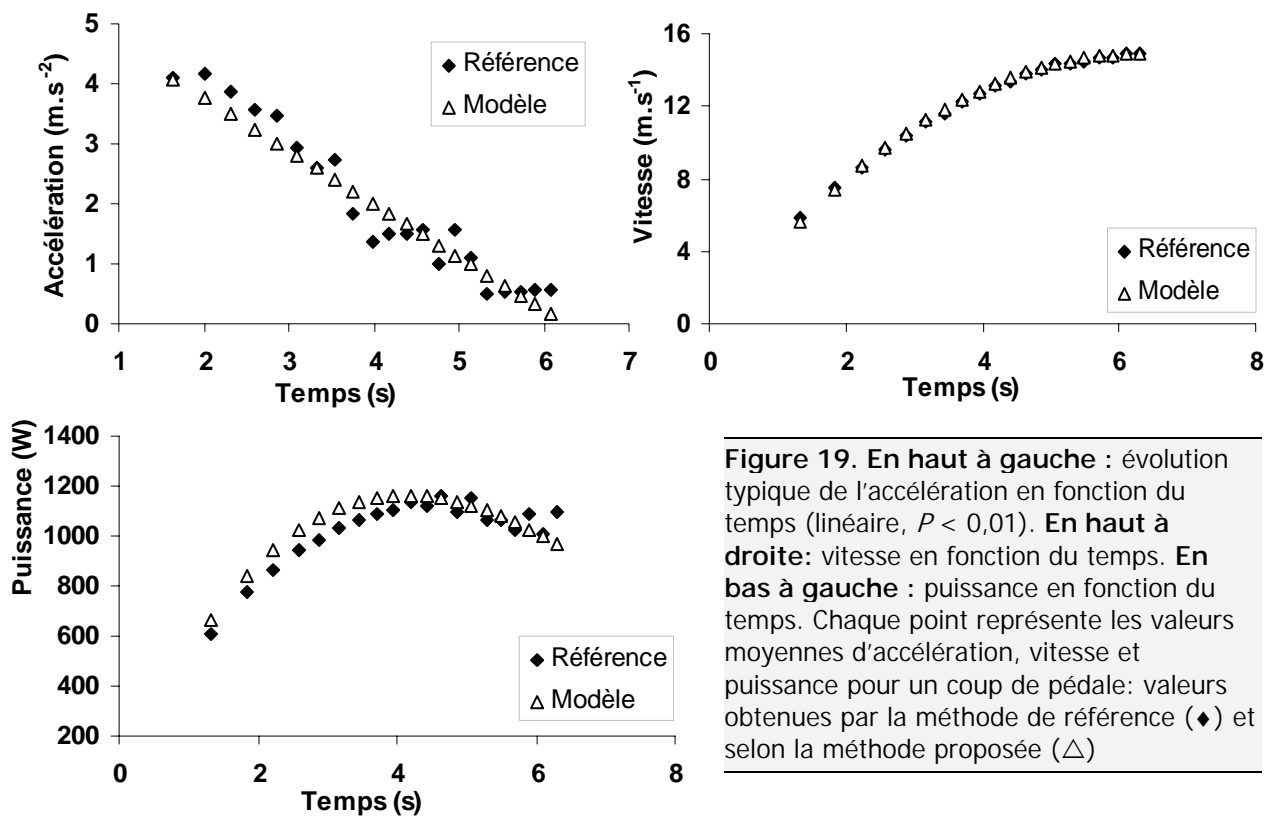 5
4
3
2
1
0
Accélération (m.s-2)
◆ Référence
△ Modèle
1 2 3 4 5 6 7
Temps (s)
16
12
8
4
0
Vitesse (m.s-1)
◆ Référence
△ Modèle
0 2 4 6 8
Temps (s)
1400
1200
1000
800
600
400
200
Puissance (W)
◆ Référence
△ Modèle
0 2 4 6 8
Temps (s)
Figure 19. En haut à gauche : évolution
typique de l'accélération en fonction du
temps (linéaire, P < 0,01). En haut à
droite: vitesse en fonction du temps. En
bas à gauche : puissance en fonction du
temps. Chaque point représente les valeurs
moyennes d'accélération, vitesse et
puissance pour un coup de pédale: valeurs
obtenues par la méthode de référence (♦) et
selon la méthode proposée (△)